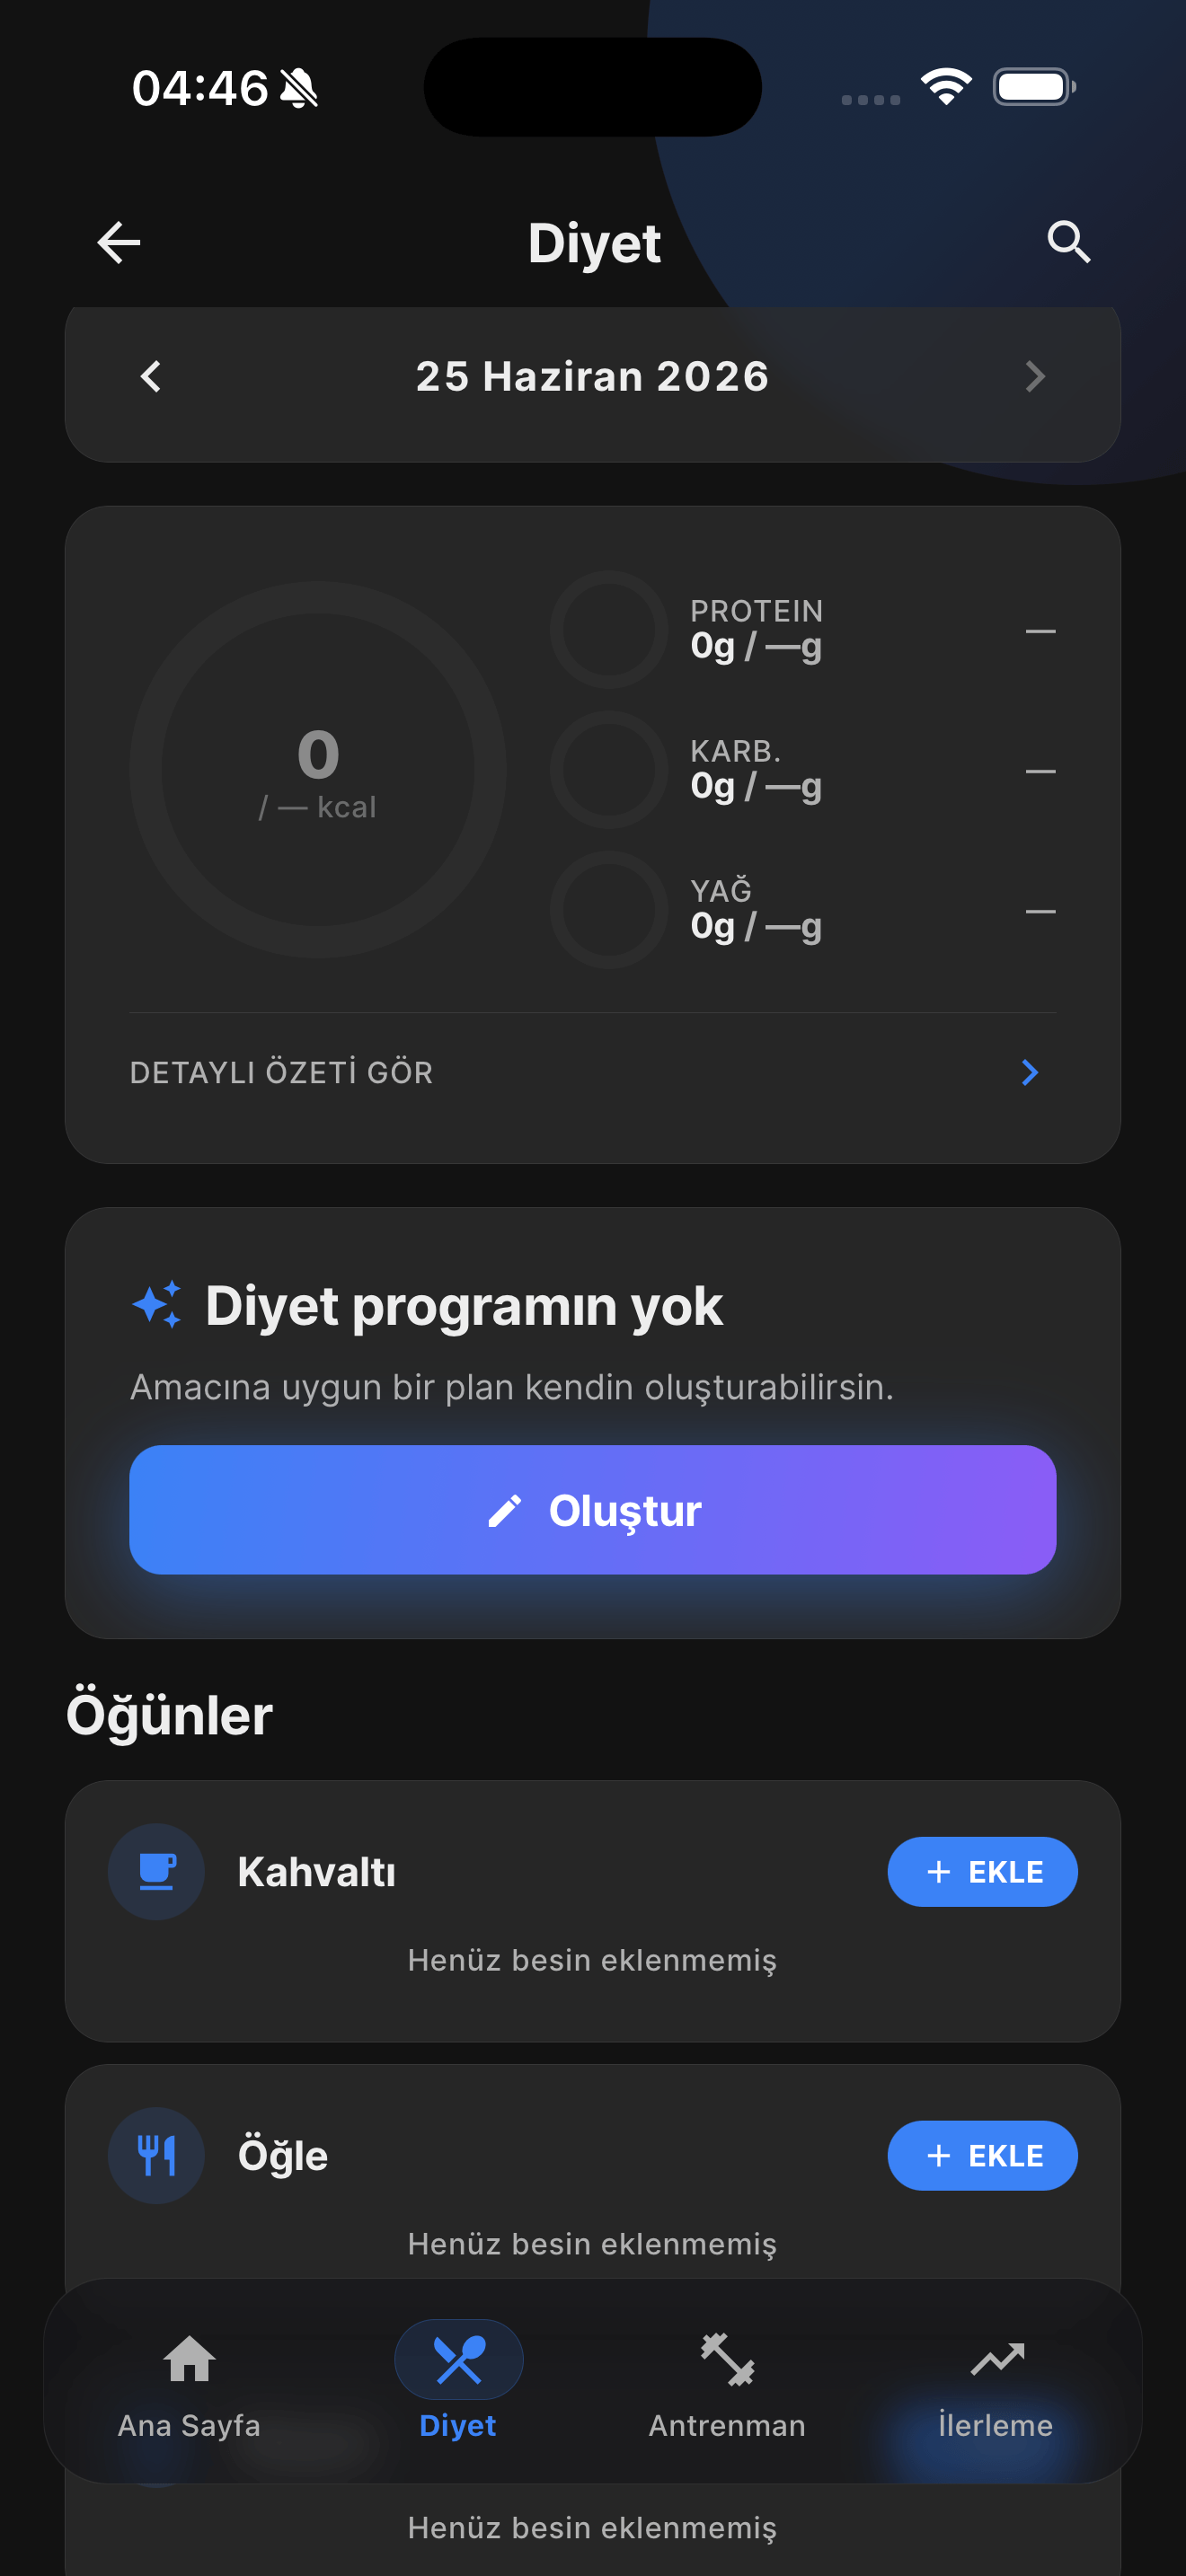 04:46
Diyet
25 Haziran 2026
PROTEIN
0g / —g
—
KARB.
0g / —g
—
YAĞ
0g / —g
—
0
/ — kcal
DETAYLI ÖZETİ GÖR
Diyet programın yok
Amacına uygun bir plan kendin oluşturabilirsin.
Oluştur
Öğünler
Kahvaltı
+ EKLE
Henüz besin eklenmemiş
Öğle
+ EKLE
Henüz besin eklenmemiş
Ana Sayfa
Diyet
Antrenman
İlerleme
Henüz besin eklenmemiş